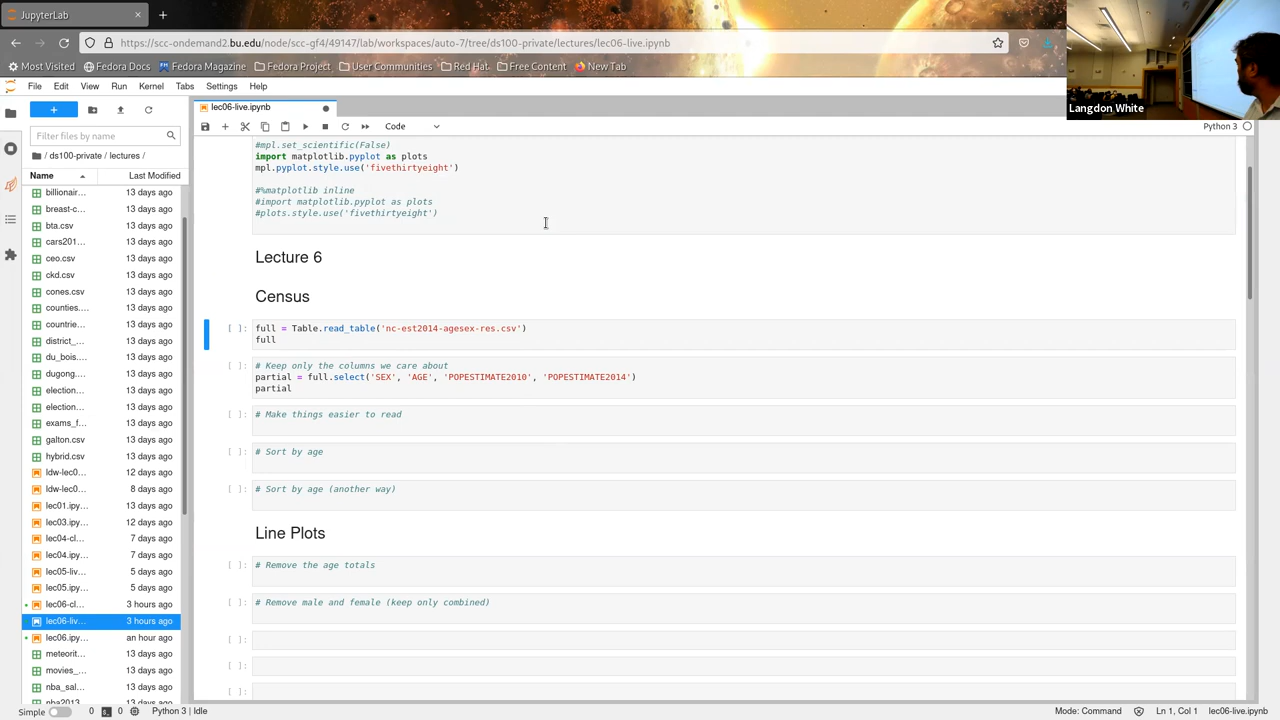 JupyterLab
https://scc-ondemand2.bu.edu/node/scc-gf4/49147/lab/workspaces/auto-7/tree/ds100-private/lectures/lec06-live.ipynb
Most Visited Fedora Docs Fedora Magazine Fedora Project User Communities Red Hat Free Content New Tab
Langdon White
File Edit View Run Kernel Tabs Settings Help
lec06-live.ipynb
Code
Python 3
Filter files by name
/ ds100-private / lectures /
Name Last Modified
billionair... 13 days ago
breast-c... 13 days ago
bta.csv 13 days ago
cars201... 13 days ago
ceo.csv 13 days ago
ckd.csv 13 days ago
cones.csv 13 days ago
counties.... 13 days ago
countrie... 13 days ago
district_... 13 days ago
du_bois.... 13 days ago
dugong.... 13 days ago
election... 13 days ago
election... 13 days ago
exams_f... 13 days ago
galton.csv 13 days ago
hybrid.csv 13 days ago
ldw-lec0... 12 days ago
ldw-lec0... 8 days ago
lec01.ipy... 13 days ago
lec03.ipy... 12 days ago
lec04-cl... 7 days ago
lec04.ipy... 7 days ago
lec05-liv... 5 days ago
lec05.ipy... 5 days ago
lec06-cl... 3 hours ago
lec06-liv... 3 hours ago
lec06.ipy... an hour ago
meteorit... 13 days ago
movies_... 13 days ago
nba_sal... 13 days ago
nba2013... 13 days ago
#mpl.set_scientific(False)
import matplotlib.pyplot as plots
mpl.pyplot.style.use('fivethirtyeight')
#%matplotlib inline
#import matplotlib.pyplot as plots
#plots.style.use('fivethirtyeight')
Lecture 6
Census
[ ]: full = Table.read_table('nc-est2014-agesex-res.csv')
full
[ ]: # Keep only the columns we care about
partial = full.select('SEX', 'AGE', 'POPESTIMATE2010', 'POPESTIMATE2014')
partial
[ ]: # Make things easier to read
[ ]: # Sort by age
[ ]: # Sort by age (another way)
Line Plots
[ ]: # Remove the age totals
[ ]: # Remove male and female (keep only combined)
[ ]:
[ ]:
[ ]:
Simple 0 $_ 0 Python 3 | Idle Mode: Command Ln 1, Col 1 lec06-live.ipynb